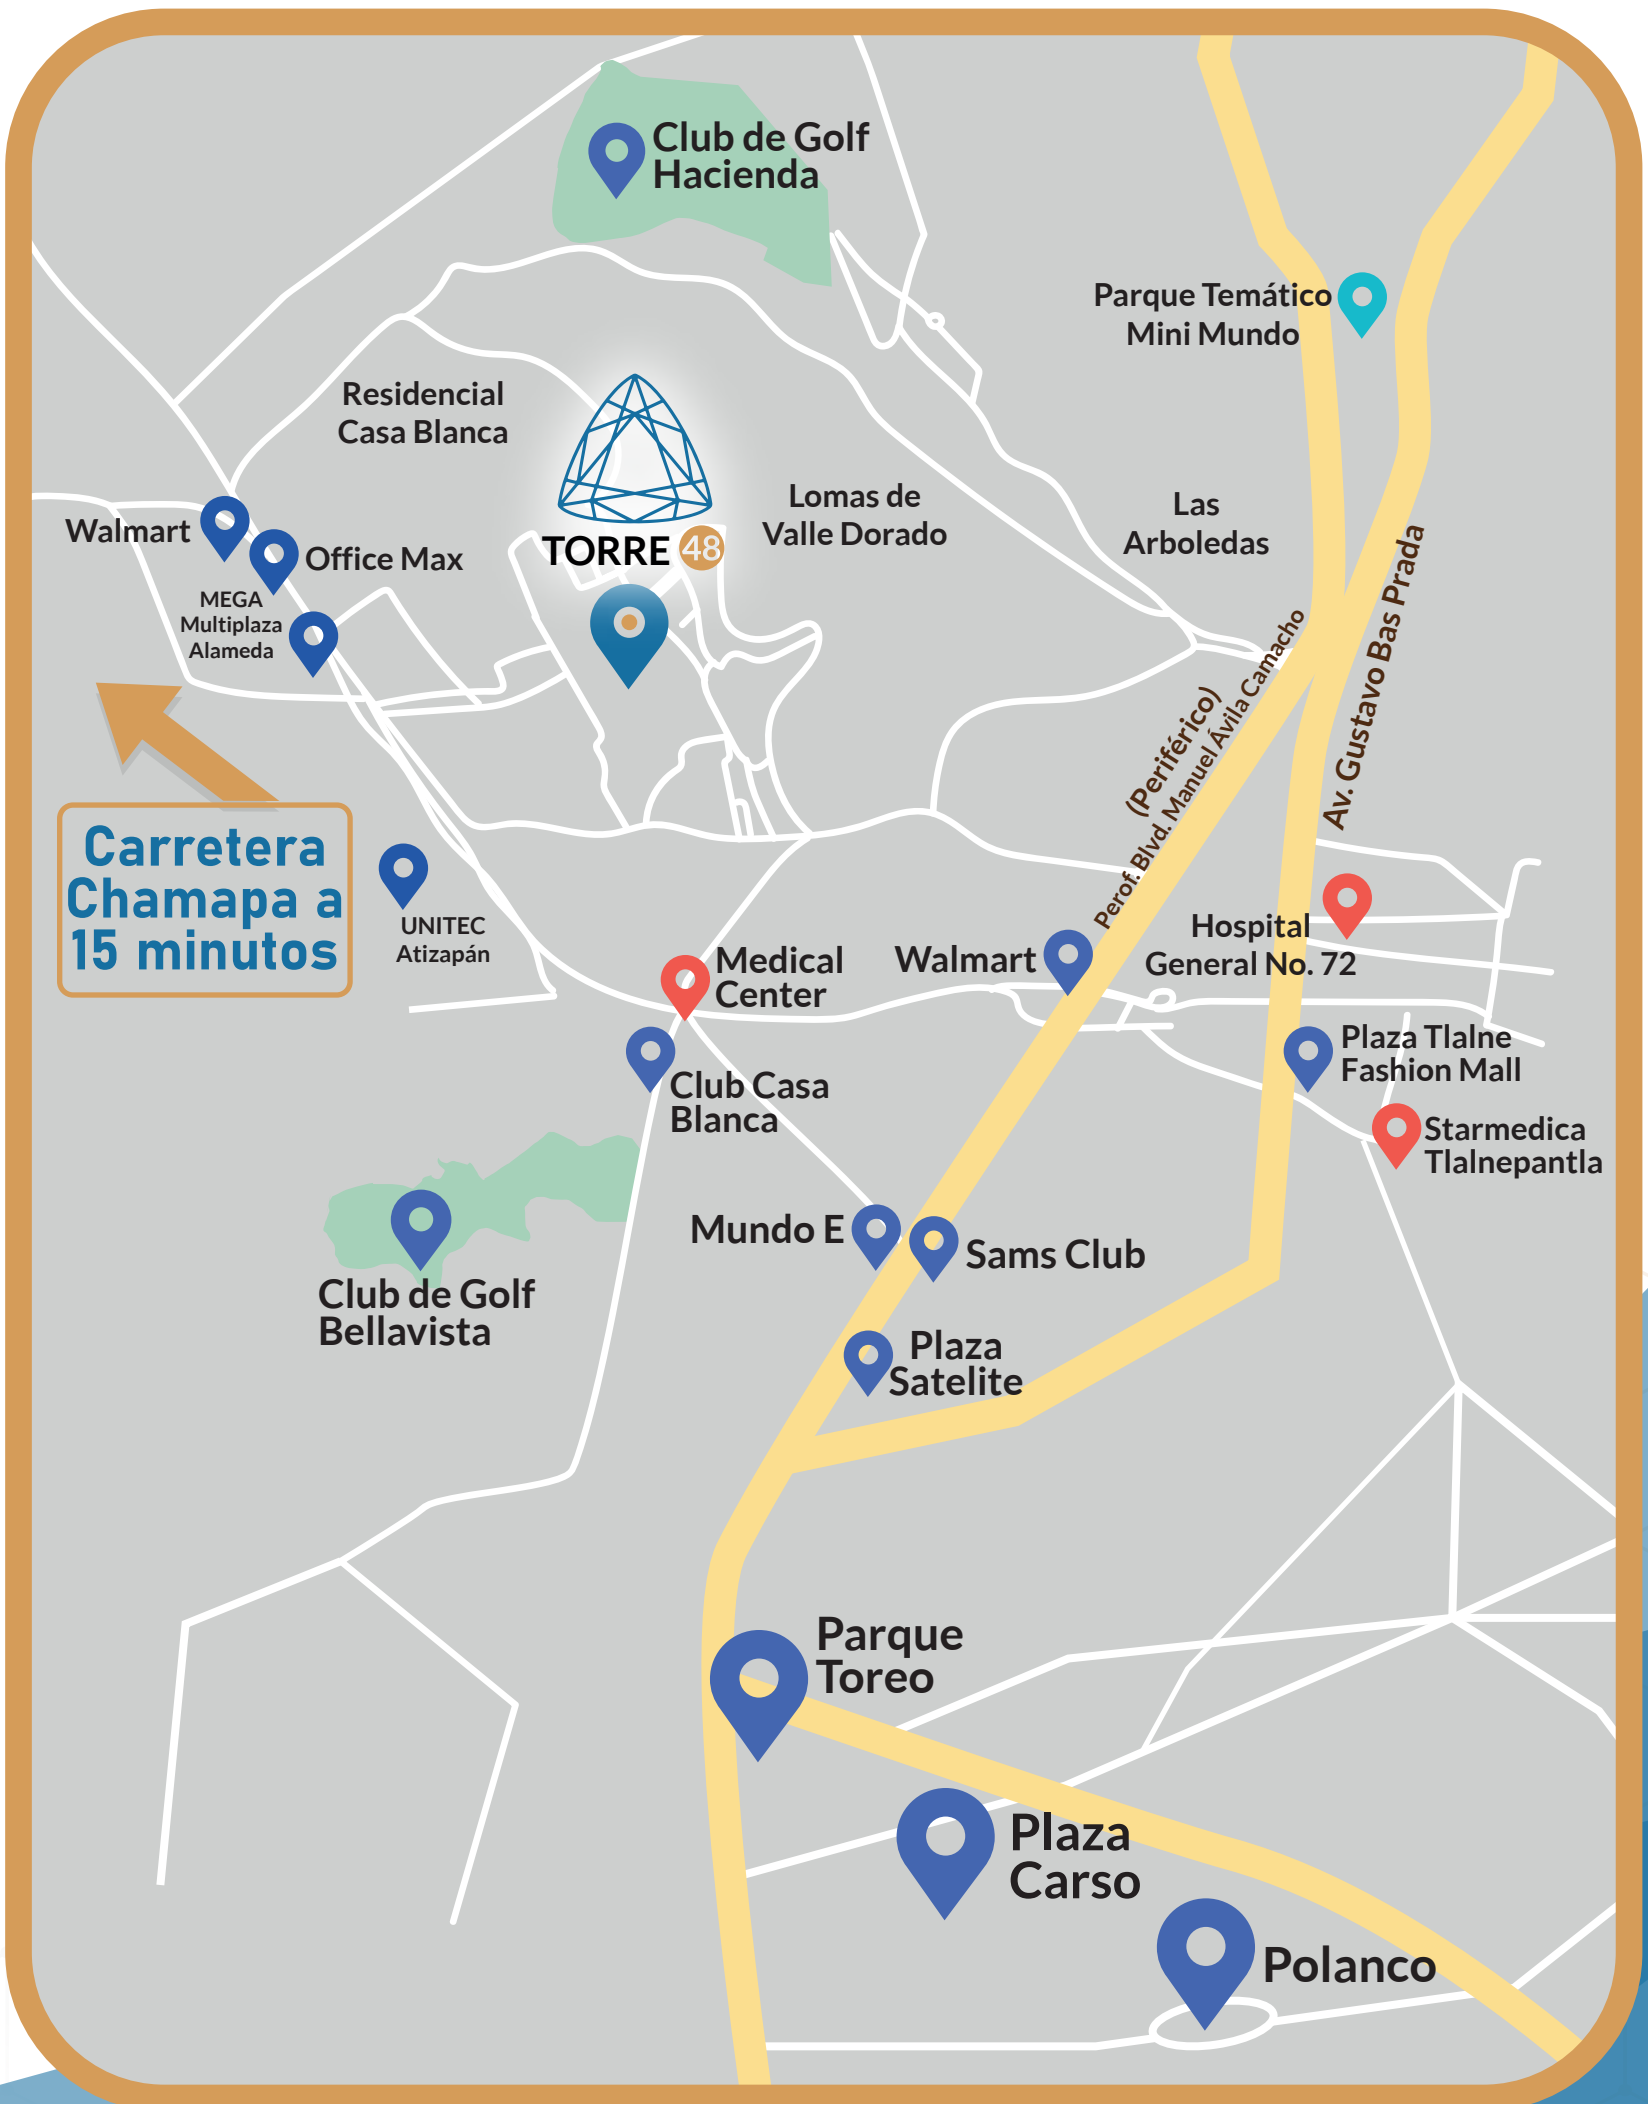 Club de Golf
Hacienda
Parque Temático
Mini Mundo
Residencial
Casa Blanca
Lomas de
Valle Dorado
Las
Arboledas
Walmart
Office Max
TORRE 48
MEGA
Multiplaza
Alameda
(Periférico)
Perof. Blvd. Manuel Ávila Camacho
Av. Gustavo Bas Prada
Carretera
Chamapa a
15 minutos
UNITEC
Atizapán
Medical
Center
Walmart
Hospital
General No. 72
Plaza Tlalne
Fashion Mall
Club Casa
Blanca
Starmedica
Tlalnepantla
Mundo E
Sams Club
Club de Golf
Bellavista
Plaza
Satelite
Parque
Toreo
Plaza
Carso
Polanco